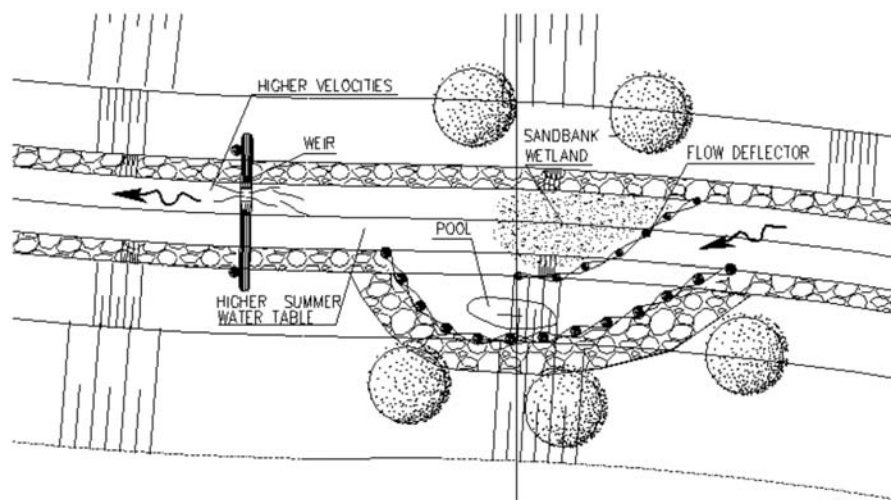 HIGHER VELOCITIES
WEIR
SANDBANK
WETLAND
FLOW DEFLECTOR
POOL
HIGHER SUMMER
WATER TABLE